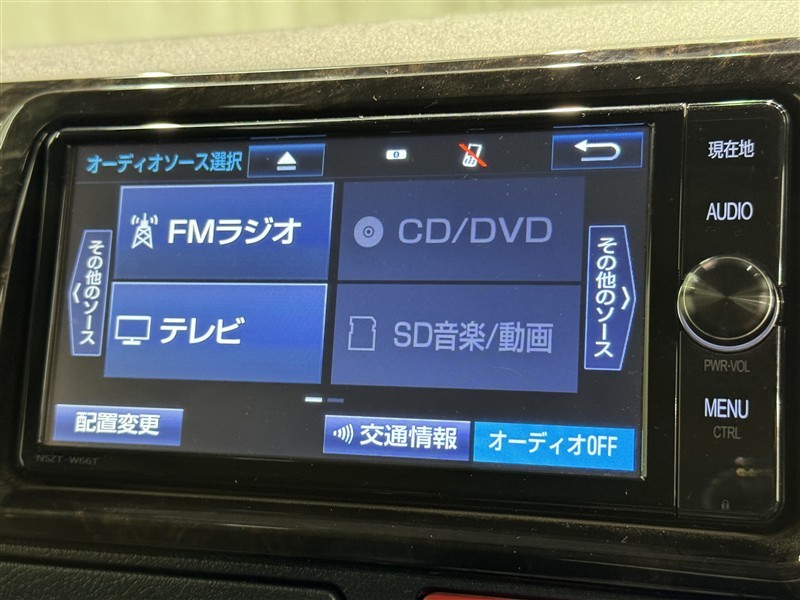 オーディオソース選択
FMラジオ
CD/DVD
その他のソース
その他のソース
テレビ
SD音楽/動画
配置変更
交通情報
オーディオOFF
NSZT-W66T
現在地
AUDIO
PWR·VOL
MENU
CTRL